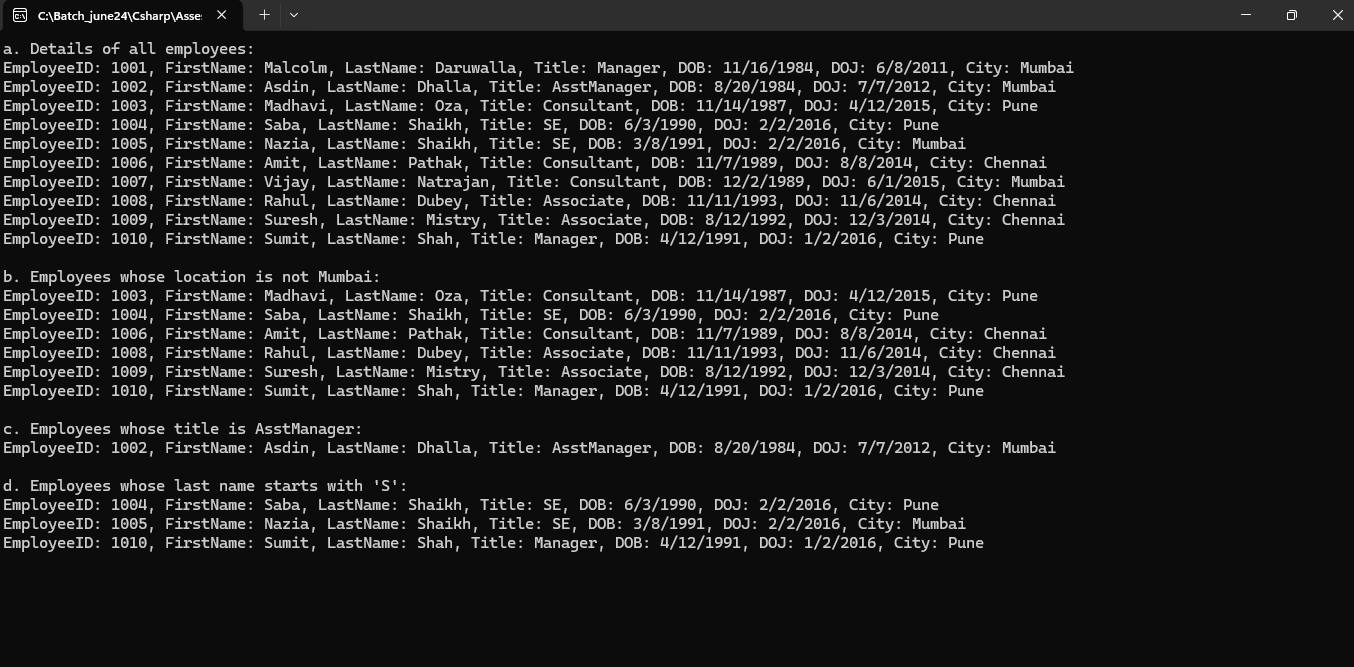 C:\Batch_june24\Csharp\Asse:
a. Details of all employees:
EmployeeID: 1001, FirstName: Malcolm, LastName: Daruwalla, Title: Manager, DOB: 11/16/1984, DOJ: 6/8/2011, City: Mumbai
EmployeeID: 1002, FirstName: Asdin, LastName: Dhalla, Title: AsstManager, DOB: 8/20/1984, DOJ: 7/7/2012, City: Mumbai
EmployeeID: 1003, FirstName: Madhavi, LastName: Oza, Title: Consultant, DOB: 11/14/1987, DOJ: 4/12/2015, City: Pune
EmployeeID: 1004, FirstName: Saba, LastName: Shaikh, Title: SE, DOB: 6/3/1990, DOJ: 2/2/2016, City: Pune
EmployeeID: 1005, FirstName: Nazia, LastName: Shaikh, Title: SE, DOB: 3/8/1991, DOJ: 2/2/2016, City: Mumbai
EmployeeID: 1006, FirstName: Amit, LastName: Pathak, Title: Consultant, DOB: 11/7/1989, DOJ: 8/8/2014, City: Chennai
EmployeeID: 1007, FirstName: Vijay, LastName: Natrajan, Title: Consultant, DOB: 12/2/1989, DOJ: 6/1/2015, City: Mumbai
EmployeeID: 1008, FirstName: Rahul, LastName: Dubey, Title: Associate, DOB: 11/11/1993, DOJ: 11/6/2014, City: Chennai
EmployeeID: 1009, FirstName: Suresh, LastName: Mistry, Title: Associate, DOB: 8/12/1992, DOJ: 12/3/2014, City: Chennai
EmployeeID: 1010, FirstName: Sumit, LastName: Shah, Title: Manager, DOB: 4/12/1991, DOJ: 1/2/2016, City: Pune
b. Employees whose location is not Mumbai:
EmployeeID: 1003, FirstName: Madhavi, LastName: Oza, Title: Consultant, DOB: 11/14/1987, DOJ: 4/12/2015, City: Pune
EmployeeID: 1004, FirstName: Saba, LastName: Shaikh, Title: SE, DOB: 6/3/1990, DOJ: 2/2/2016, City: Pune
EmployeeID: 1006, FirstName: Amit, LastName: Pathak, Title: Consultant, DOB: 11/7/1989, DOJ: 8/8/2014, City: Chennai
EmployeeID: 1008, FirstName: Rahul, LastName: Dubey, Title: Associate, DOB: 11/11/1993, DOJ: 11/6/2014, City: Chennai
EmployeeID: 1009, FirstName: Suresh, LastName: Mistry, Title: Associate, DOB: 8/12/1992, DOJ: 12/3/2014, City: Chennai
EmployeeID: 1010, FirstName: Sumit, LastName: Shah, Title: Manager, DOB: 4/12/1991, DOJ: 1/2/2016, City: Pune
c. Employees whose title is AsstManager:
EmployeeID: 1002, FirstName: Asdin, LastName: Dhalla, Title: AsstManager, DOB: 8/20/1984, DOJ: 7/7/2012, City: Mumbai
d. Employees whose last name starts with 'S':
EmployeeID: 1004, FirstName: Saba, LastName: Shaikh, Title: SE, DOB: 6/3/1990, DOJ: 2/2/2016, City: Pune
EmployeeID: 1005, FirstName: Nazia, LastName: Shaikh, Title: SE, DOB: 3/8/1991, DOJ: 2/2/2016, City: Mumbai
EmployeeID: 1010, FirstName: Sumit, LastName: Shah, Title: Manager, DOB: 4/12/1991, DOJ: 1/2/2016, City: Pune